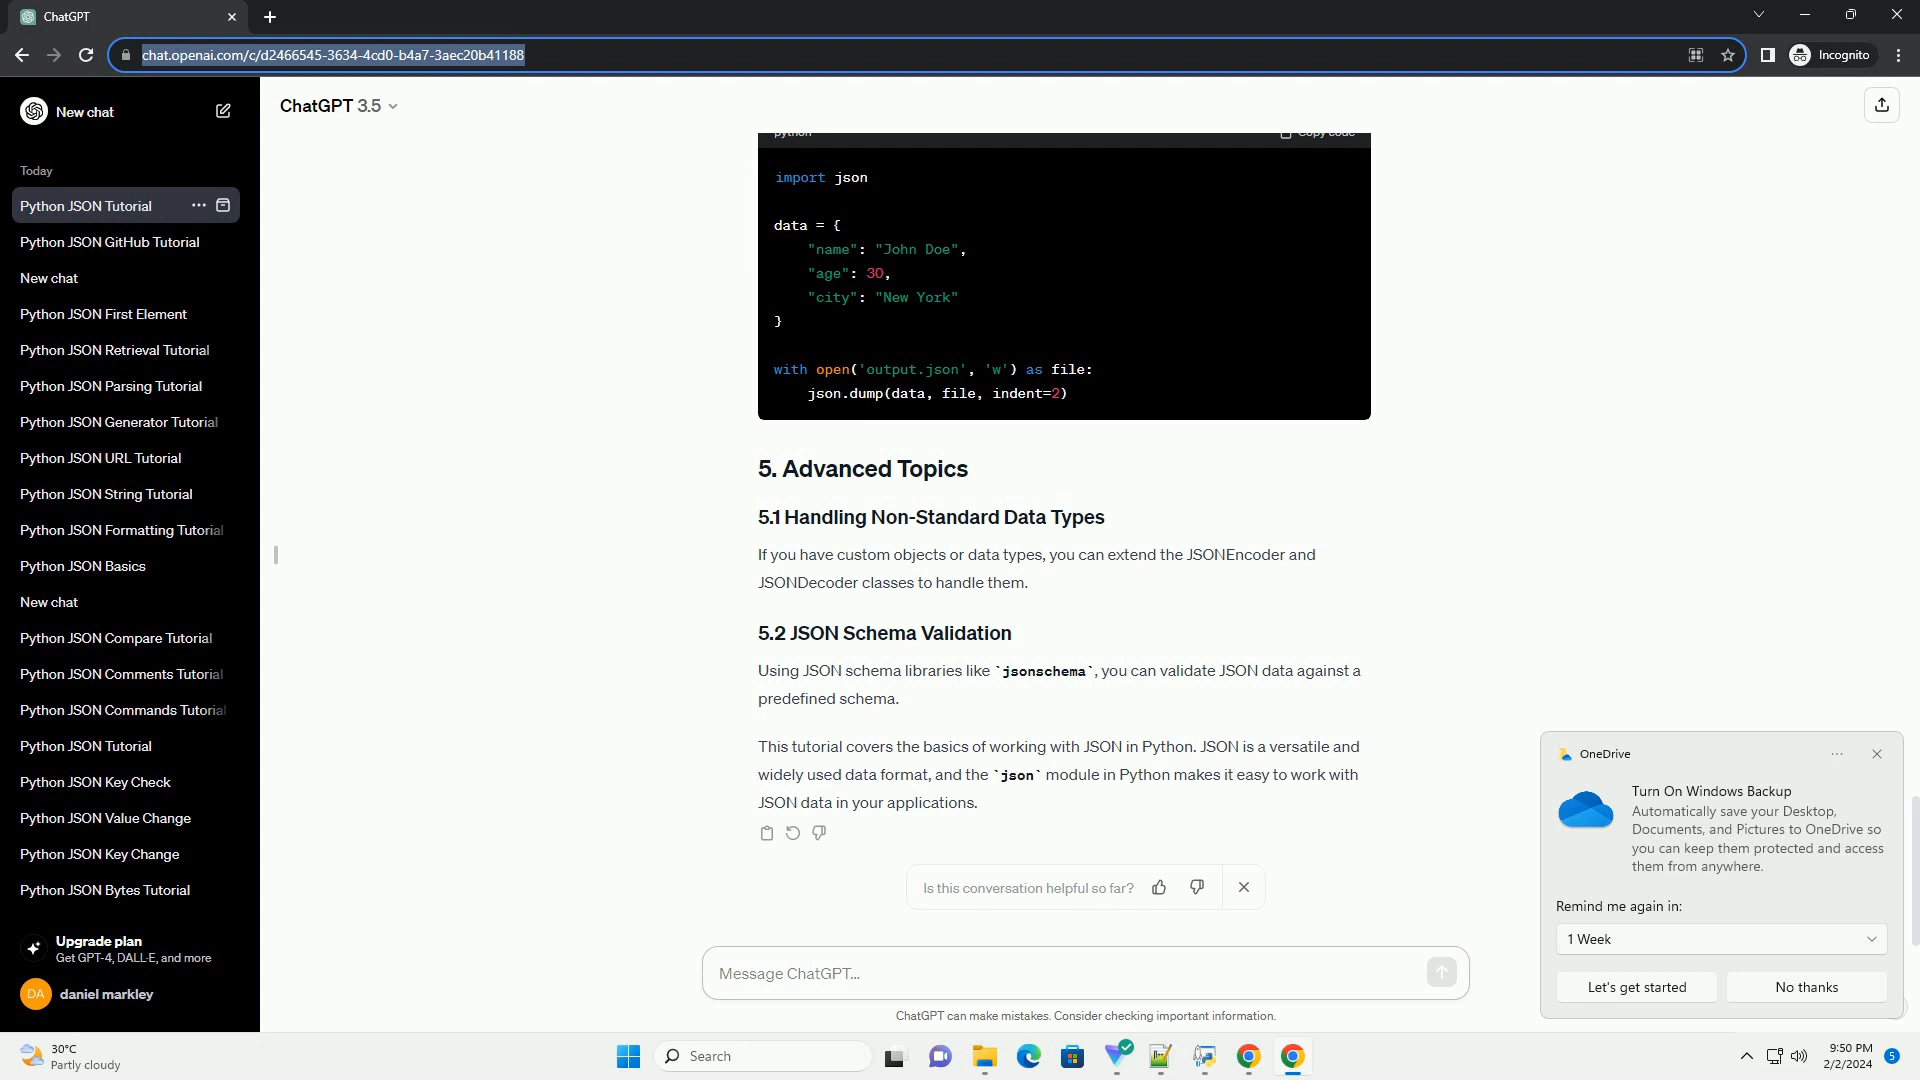 ChatGPT
chat.openai.com/c/d2466545-3634-4cd0-b4a7-3aec20b41188
Incognito
New chat
Today
Python JSON Tutorial
Python JSON GitHub Tutorial
New chat
Python JSON First Element
Python JSON Retrieval Tutorial
Python JSON Parsing Tutorial
Python JSON Generator Tutorial
Python JSON URL Tutorial
Python JSON String Tutorial
Python JSON Formatting Tutorial
Python JSON Basics
New chat
Python JSON Compare Tutorial
Python JSON Comments Tutorial
Python JSON Commands Tutorial
Python JSON Tutorial
Python JSON Key Check
Python JSON Value Change
Python JSON Key Change
Python JSON Bytes Tutorial
Upgrade plan
Get GPT-4, DALL·E, and more
DA daniel markley
ChatGPT 3.5
python Copy code
import json
data = {
"name": "John Doe",
"age": 30,
"city": "New York"
}
with open('output.json', 'w') as file:
json.dump(data, file, indent=2)
5. Advanced Topics
5.1 Handling Non-Standard Data Types
If you have custom objects or data types, you can extend the JSONEncoder and
JSONDecoder classes to handle them.
5.2 JSON Schema Validation
Using JSON schema libraries like `jsonschema`, you can validate JSON data against a
predefined schema.
This tutorial covers the basics of working with JSON in Python. JSON is a versatile and
widely used data format, and the `json` module in Python makes it easy to work with
JSON data in your applications.
Is this conversation helpful so far?
Message ChatGPT...
ChatGPT can make mistakes. Consider checking important information.
OneDrive
Turn On Windows Backup
Automatically save your Desktop,
Documents, and Pictures to OneDrive so
you can keep them protected and access
them from anywhere.
Remind me again in:
1 Week
Let's get started
No thanks
30°C
Partly cloudy
Search
9:50 PM
2/2/2024
5